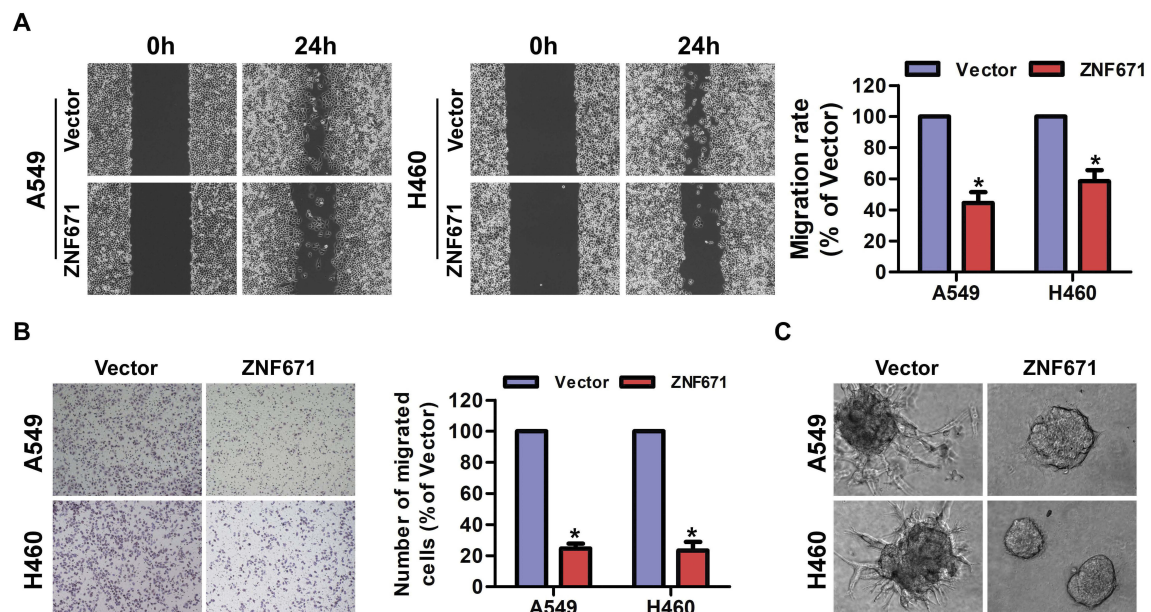 A
0h 24h
0h 24h
A549
Vector
ZNF671
H460
Vector
ZNF671
Vector ZNF671
Migration rate
(% of Vector)
120
100
80
60
40
20
0
*
*
A549 H460
B
Vector ZNF671
A549
H460
Vector ZNF671
Number of migrated
cells (% of Vector)
120
100
80
60
40
20
0
*
*
A549 H460
C
Vector ZNF671
A549
H460